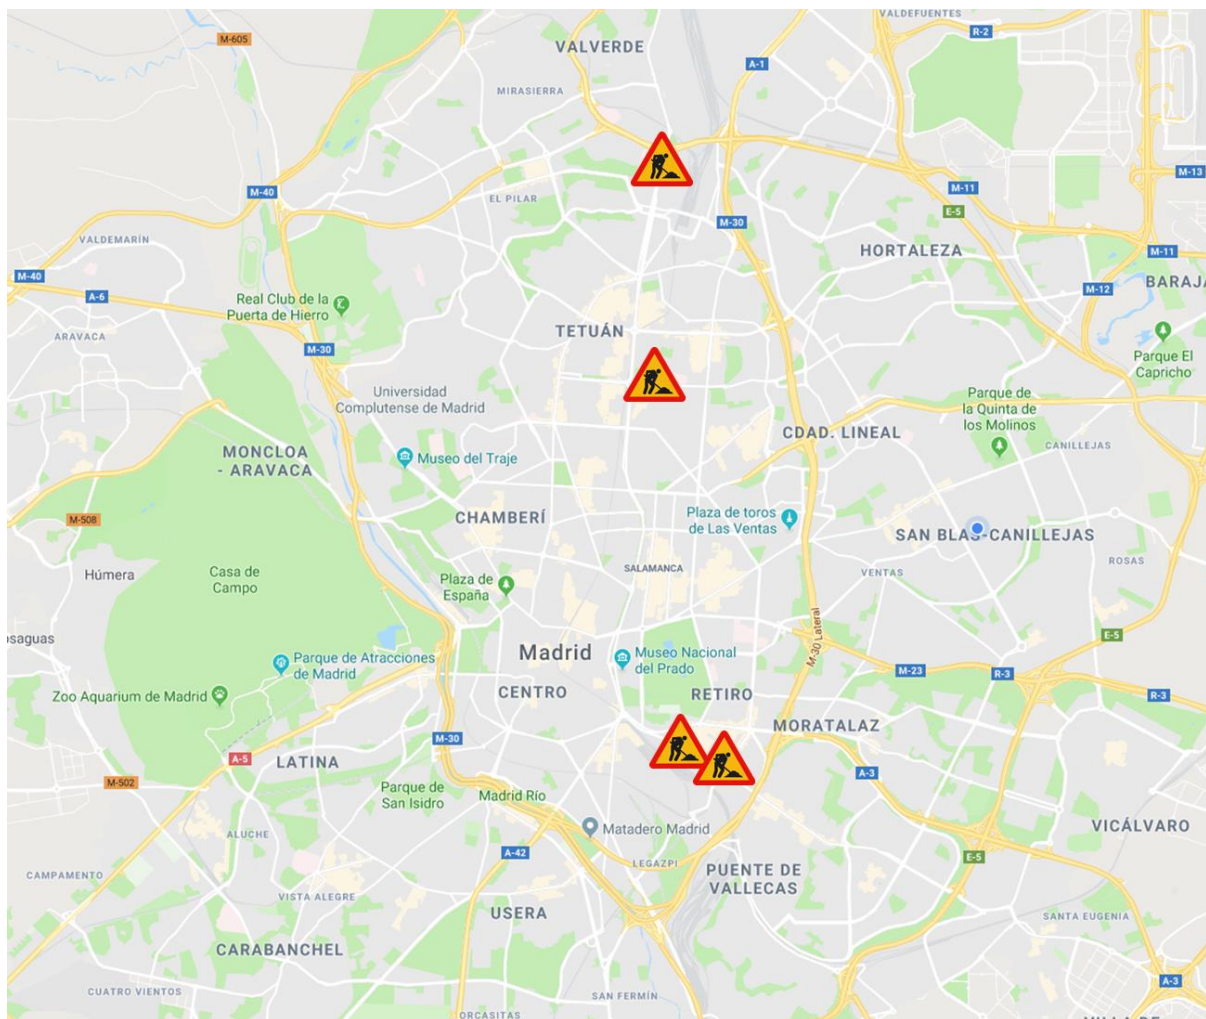 VALDEFUENTES
M-605
R-2
VALVERDE
A-1
MIRASIERRA
M-13
M-40
M-11
EL PILAR
E-5
M-30
VALDEMARÍN
HORTALEZA
M-11
M-40
A-6
M-12
BARAJA
Real Club de la
Puerta de Hierro
TETUÁN
ARAVACA
M-30
Parque El
Capricho
Universidad
Complutense de Madrid
Parque de
la Quinta de
los Molinos
CDAD. LINEAL
CANILLEJAS
MONCLOA
- ARAVACA
Museo del Traje
M-508
CHAMBERÍ
Plaza de toros
de Las Ventas
SAN BLAS-CANILLEJAS
Húmera
Casa de
Campo
Plaza de
España
SALAMANCA
VENTAS
ROSAS
osaguas
M-30 Lateral
E-5
Madrid
Museo Nacional
del Prado
Parque de Atracciones
de Madrid
M-23
R-3
R-3
Zoo Aquarium de Madrid
CENTRO
RETIRO
MORATALAZ
M-30
A-5
LATINA
A-3
M-502
Parque de
San Isidro
Madrid Río
Matadero Madrid
VICÁLVARO
ALUCHE
A-42
LEGAZPI
E-5
PUENTE DE
VALLECAS
CAMPAMENTO
VISTA ALEGRE
USERA
SANTA EUGENIA
CARABANCHEL
A-3
CUATRO VIENTOS
SAN FERMÍN
ORCASITAS
VILLA DE